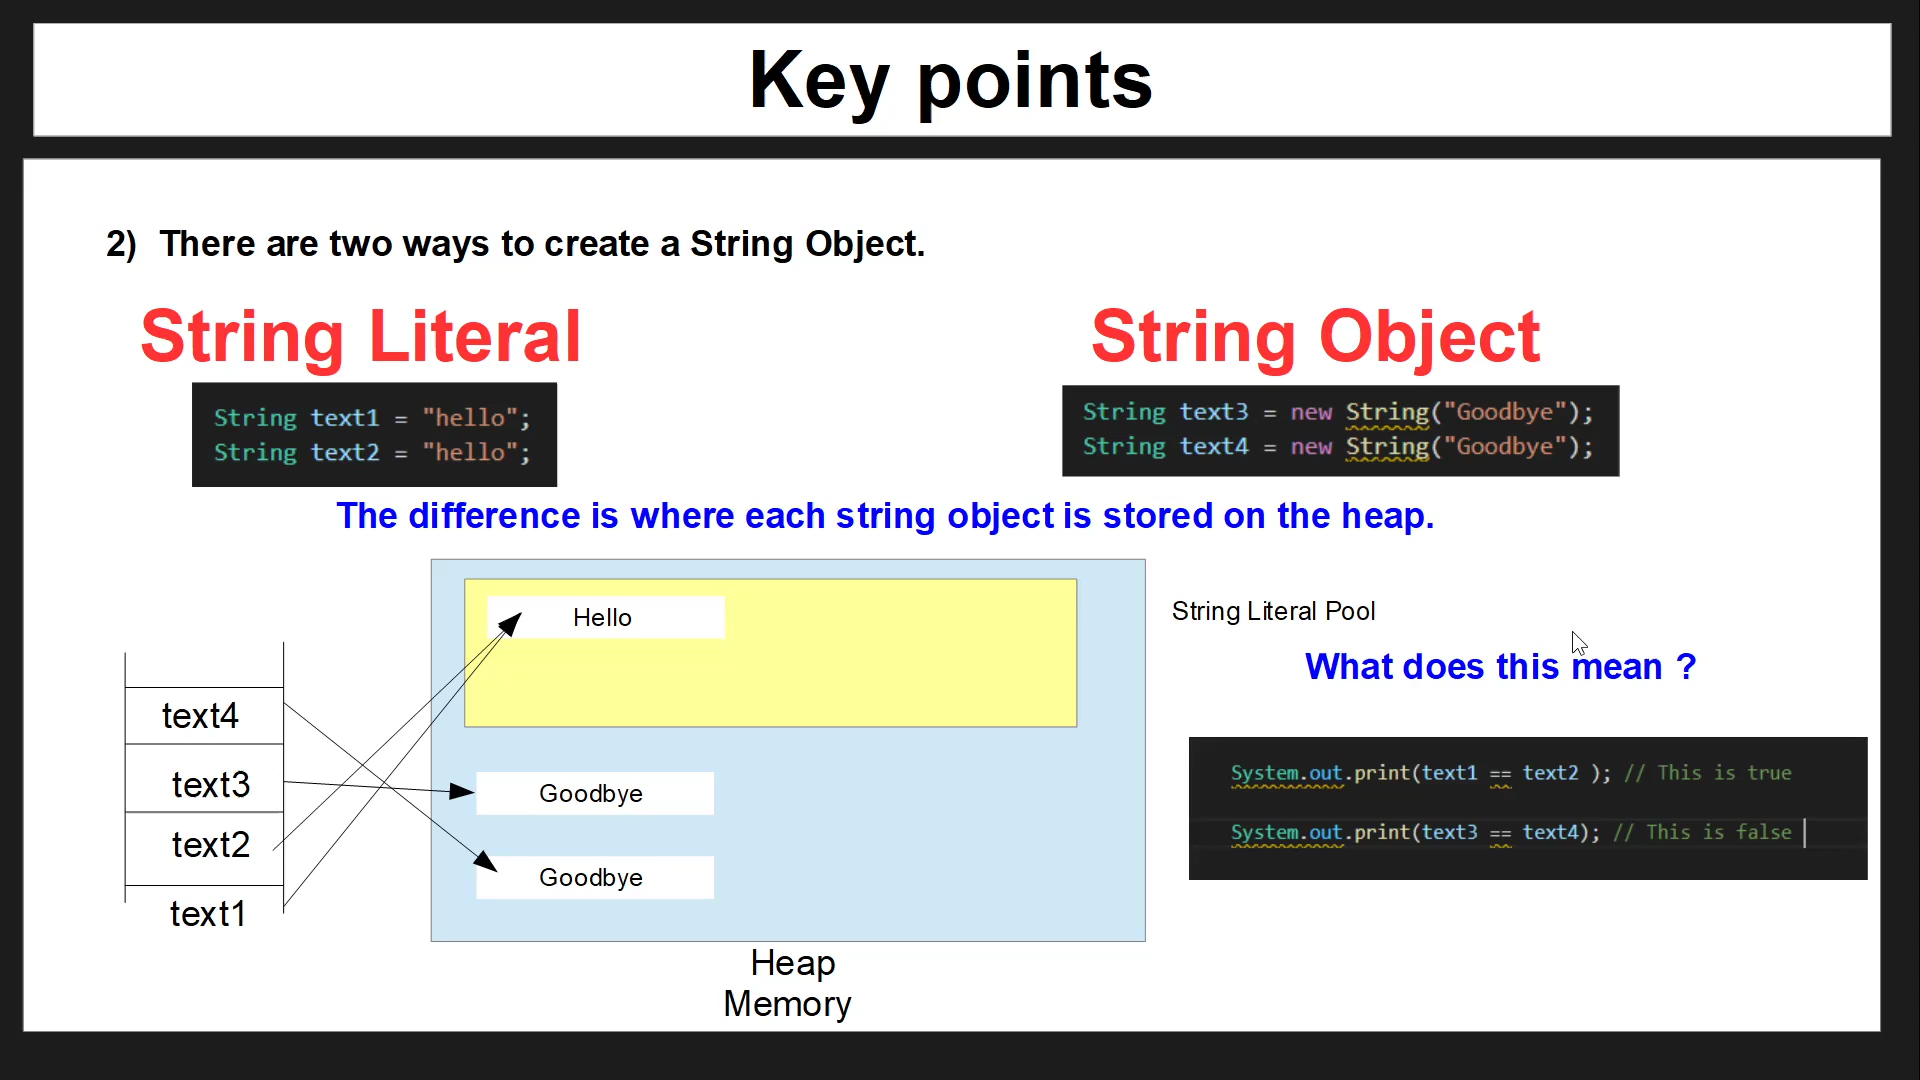 Key points
2) There are two ways to create a String Object.
String Literal
String Object
String text1 = "hello";
String text2 = "hello";
String text3 = new String("Goodbye");
String text4 = new String("Goodbye");
The difference is where each string object is stored on the heap.
Hello
String Literal Pool
What does this mean ?
text4
text3
text2
text1
Goodbye
Goodbye
System.out.print(text1 == text2 ); // This is true
System.out.print(text3 == text4); // This is false
Heap
Memory